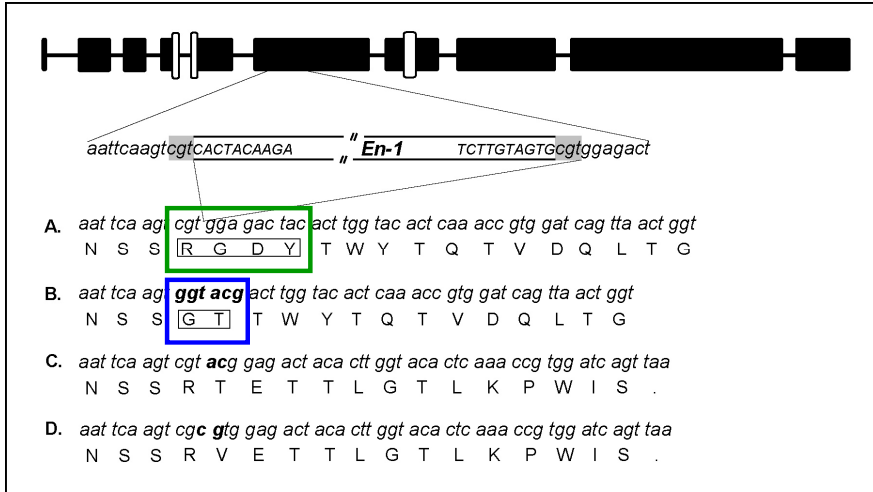 aattcaagtcgtCACTACAAGA // En-1 // TCTTGTAGTGcgtggagact
A. aat tca agt cgt gga gac tac act tgg tac act caa acc gtg gat cag tta act ggt
N S S R G D Y T W Y T Q T V D Q L T G
B. aat tca agt ggt acg act tgg tac act caa acc gtg gat cag tta act ggt
N S S G T T W Y T Q T V D Q L T G
C. aat tca agt cgt acg gag act aca ctt ggt aca ctc aaa ccg tgg atc agt taa
N S S R T E T T L G T L K P W I S .
D. aat tca agt cgc gtg gag act aca ctt ggt aca ctc aaa ccg tgg atc agt taa
N S S R V E T T L G T L K P W I S .